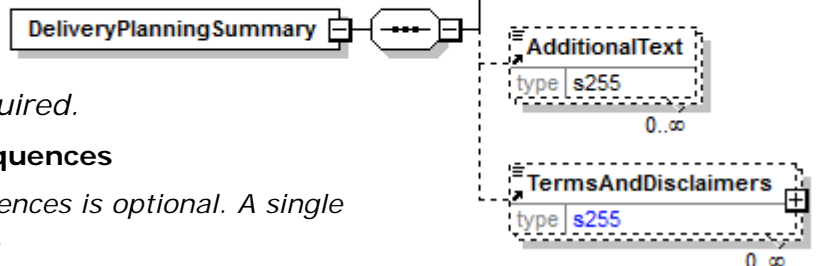 DeliveryPlanningSummary
AdditionalText
type s255
0..∞
uired.
quences
ences is optional. A single
TermsAndDisclaimers
type s255
0..∞